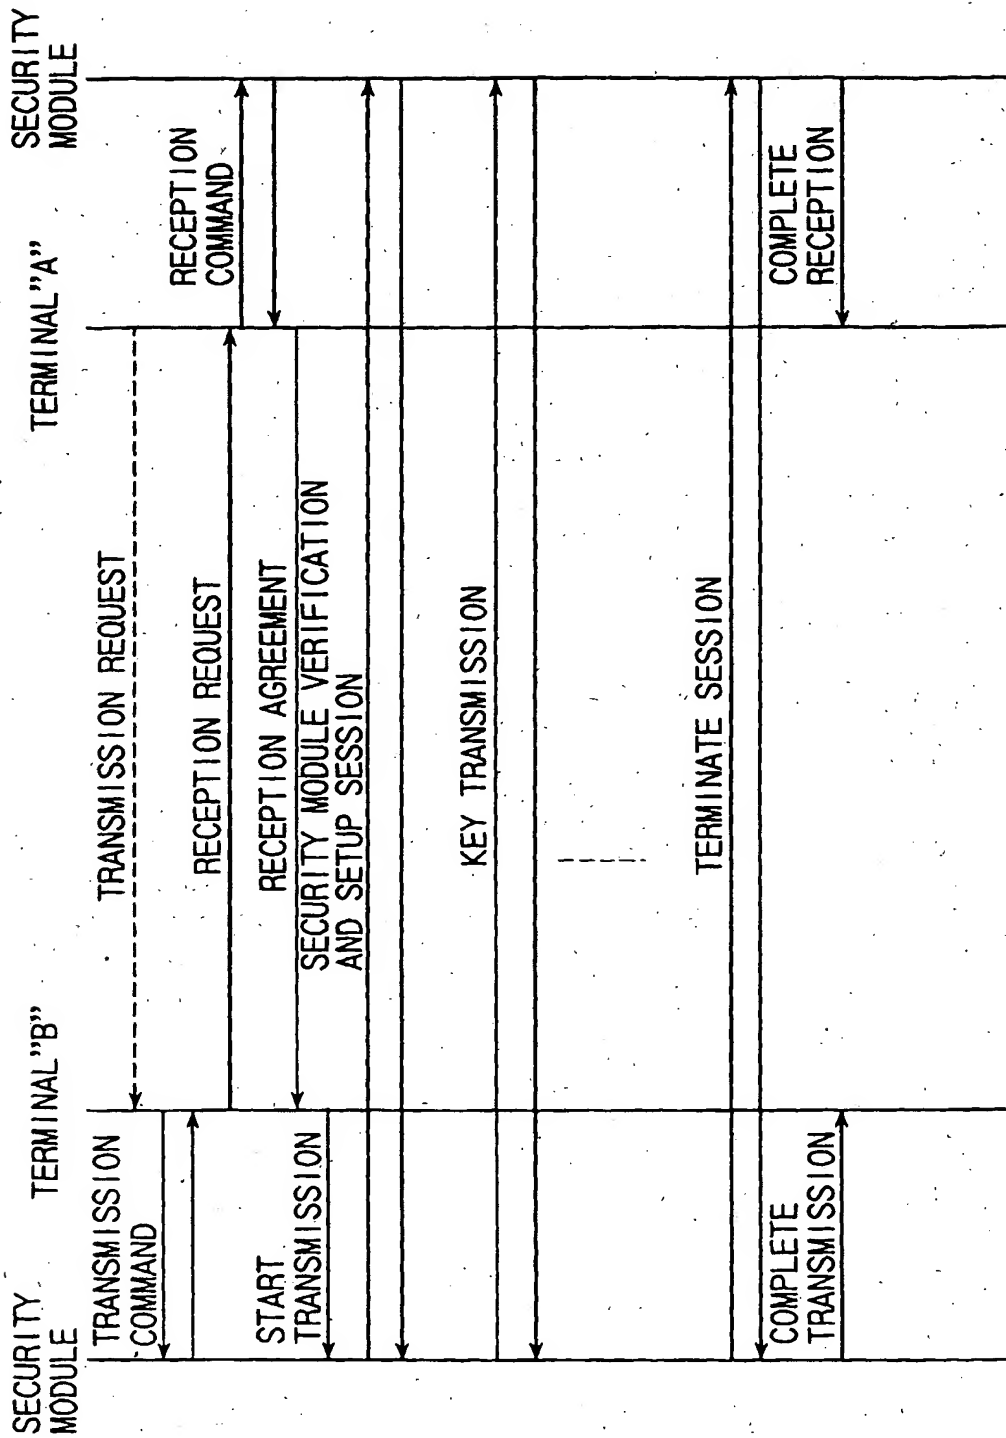 SECURITY
MODULE
TERMINAL"B"
TERMINAL"A"
SECURITY
MODULE
TRANSMISSION REQUEST
TRANSMISSION
COMMAND
RECEPTION REQUEST
RECEPTION
COMMAND
RECEPTION AGREEMENT
START
TRANSMISSION
SECURITY MODULE VERIFICATION
AND SETUP SESSION
KEY TRANSMISSION
TERMINATE SESSION
COMPLETE
TRANSMISSION
COMPLETE
RECEPTION